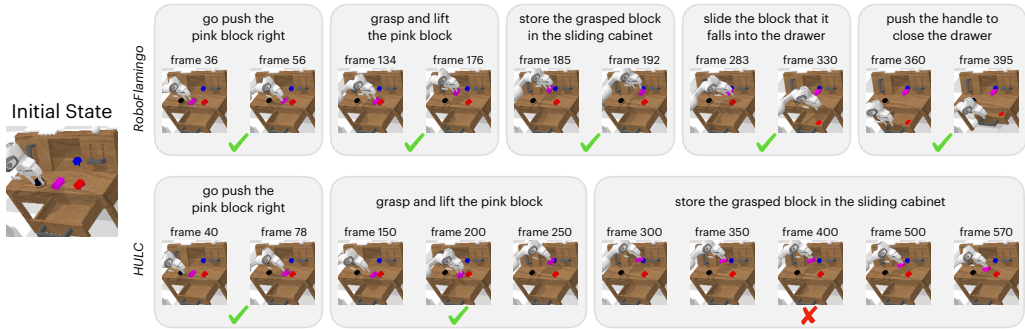 Initial State
RoboFlamingo
go push the
pink block right
frame 36
frame 56
grasp and lift
the pink block
frame 134
frame 176
store the grasped block
in the sliding cabinet
frame 185
frame 192
slide the block that it
falls into the drawer
frame 283
frame 330
push the handle to
close the drawer
frame 360
frame 395
HULC
go push the
pink block right
frame 40
frame 78
grasp and lift the pink block
frame 150
frame 200
frame 250
store the grasped block in the sliding cabinet
frame 300
frame 350
frame 400
frame 500
frame 570